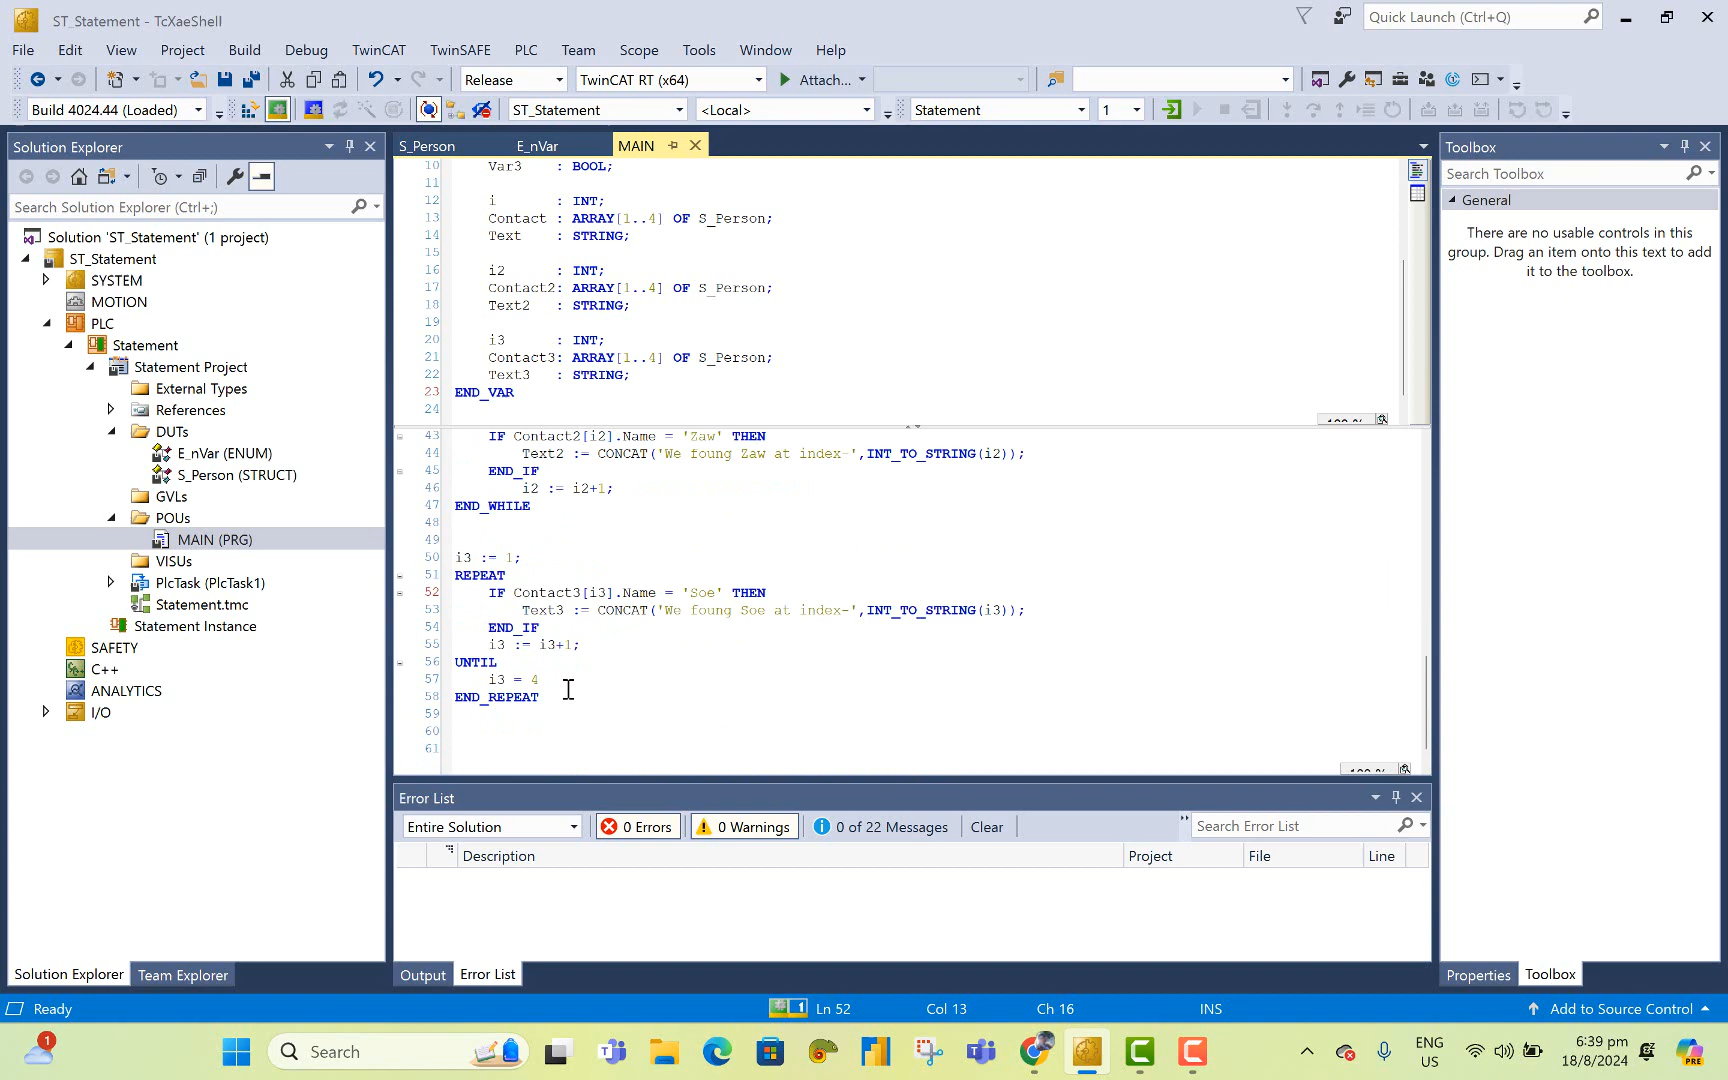 ST_Statement - TcXaeShell
Quick Launch (Ctrl+Q)
File Edit View Project Build Debug TwinCAT TwinSAFE PLC Team Scope Tools Window Help
Release TwinCAT RT (x64) Attach...
Build 4024.44 (Loaded) ST_Statement <Local> Statement 1
Solution Explorer
Search Solution Explorer (Ctrl+;)
Solution 'ST_Statement' (1 project)
ST_Statement
SYSTEM
MOTION
PLC
Statement
Statement Project
External Types
References
DUTs
E_nVar (ENUM)
S_Person (STRUCT)
GVLs
POUs
MAIN (PRG)
VISUs
PlcTask (PlcTask1)
Statement.tmc
Statement Instance
SAFETY
C++
ANALYTICS
I/O
Solution Explorer Team Explorer
S_Person E_nVar MAIN
10 Var3 : BOOL;
11
12 i : INT;
13 Contact : ARRAY[1..4] OF S_Person;
14 Text : STRING;
15
16 i2 : INT;
17 Contact2: ARRAY[1..4] OF S_Person;
18 Text2 : STRING;
19
20 i3 : INT;
21 Contact3: ARRAY[1..4] OF S_Person;
22 Text3 : STRING;
23 END_VAR
24
43 IF Contact2[i2].Name = 'Zaw' THEN
44 Text2 := CONCAT('We foung Zaw at index-',INT_TO_STRING(i2));
45 END_IF
46 i2 := i2+1;
47 END_WHILE
48
49
50 i3 := 1;
51 REPEAT
52 IF Contact3[i3].Name = 'Soe' THEN
53 Text3 := CONCAT('We foung Soe at index-',INT_TO_STRING(i3));
54 END_IF
55 i3 := i3+1;
56 UNTIL
57 i3 = 4
58 END_REPEAT
59
60
61
Error List
Entire Solution 0 Errors 0 Warnings 0 of 22 Messages Clear Search Error List
Description Project File Line
Output Error List
Toolbox
Search Toolbox
General
There are no usable controls in this
group. Drag an item onto this text to add
it to the toolbox.
Properties Toolbox
Ready 1 Ln 52 Col 13 Ch 16 INS Add to Source Control
1 Search ENG
US
6:39 pm
18/8/2024
PRE